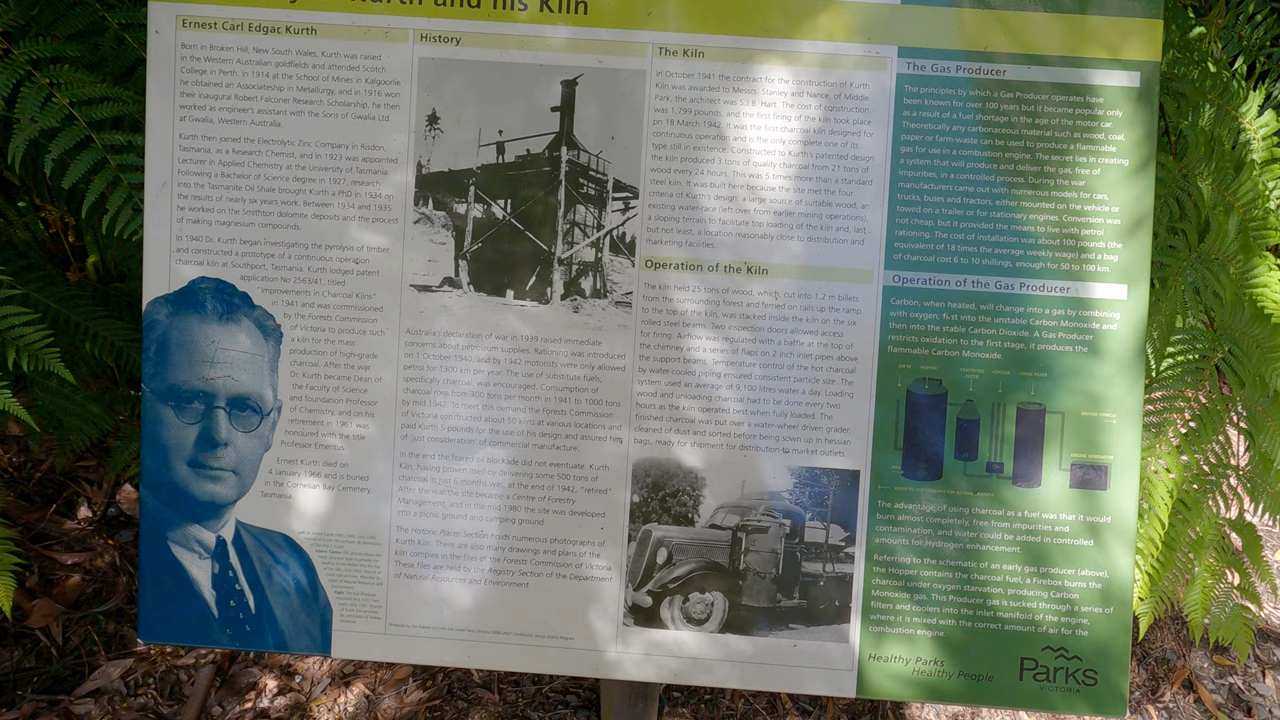 Kurth and his Kiln
Ernest Carl Edgar Kurth
Born in Broken Hill, New South Wales, Kurth was raised
in the Western Australian goldfields and attended Scotch
College in Perth. in 1914 at the School of Mines in Kalgoorlie
he obtained an Associateship in Metallurgy, and in 1916 won
their inaugural Robert Falconer Research Scholarship, he then
worked as engineer's assistant with the Sons of Gwalia Ltd.
at Gwalia, Western Australia.
Kurth then joined the Electrolytic Zinc Company in Risdon,
Tasmania, as a Research Chemist, and in 1923 was appointed
Lecturer in Applied Chemistry at the University of Tasmania.
Following a Bachelor of Science degree in 1927, research
into the Tasmanite Oil Shale brought Kurth a PhD in 1934 on
the results of nearly six years work. Between 1934 and 1935
he worked on the Smithton dolomite deposits and the process
of making magnesium compounds.
In 1940 Dr. Kurth began investigating the pyrolysis of timber
and constructed a prototype of a continuous operation
charcoal kiln at Southport, Tasmania. Kurth lodged patent
application No 2563/41, titled
"Improvements in Charcoal Kilns"
in 1941 and was commissioned
by the Forests Commission
of Victoria to produce such
a kiln for the mass
production of high-grade
charcoal. After the war
Dr. Kurth became Dean of
the Faculty of Science
and foundation Professor
of Chemistry, and on his
retirement in 1961 was
honoured with the title
Professor Emeritus.
Ernest Kurth died on
4 January 1966 and is buried
in the Cornelian Bay Cemetery,
Tasmania.
History
Australia's declaration of war in 1939 raised immediate
concerns about petroleum supplies. Rationing was introduced
on 1 October 1940, and by 1942 motorists were only allowed
petrol for 1300 km per year. The use of substitute fuels,
specifically charcoal, was encouraged. Consumption of
charcoal rose from 300 tons per month in 1941 to 1000 tons
by mid 1942. To meet this demand the Forests Commission
of Victoria constructed about 50 kilns at various locations and
paid Kurth 5 pounds for the use of his design and assured him
of 'just consideration' of commercial manufacture.
In the end the feared oil blockade did not eventuate. Kurth
Kiln, having proven itself by delivering some 500 tons of
charcoal in just 6 months was, at the end of 1942, "retired"
After the war the site became a Centre of Forestry
Management, and in the mid 1980 the site was developed
into a picnic ground and camping ground.
The Historic Places Section holds numerous photographs of
Kurth Kiln. There are also many drawings and plans of the
kiln complex in the files of the Forests Commission of Victoria.
These files are held by the Registry Section of the Department
of Natural Resources and Environment.
The Kiln
in October 1941 the contract for the construction of Kurth
Kiln was awarded to Messrs. Stanley and Nance, of Middle
Park, the architect was S.J.B. Hart. The cost of construction
was 1,799 pounds, and the first firing of the kiln took place
on 18 March 1942. It was the first charcoal kiln designed for
continuous operation and is the only complete one of its
type still in existence. Constructed to Kurth's patented design
the kiln produced 3 tons of quality charcoal from 21 tons of
wood every 24 hours. This was 5 times more than a standard
steel kiln. It was built here because the site met the four
criteria of Kurth's design: a large source of suitable wood, an
existing water-race (left over from earlier mining operations),
a sloping terrain to facilitate top loading of the kiln and, last
but not least, a location reasonably close to distribution and
marketing facilities.
Operation of the Kiln
The kiln held 25 tons of wood, which, cut into 1.2 m billets
from the surrounding forest and ferried on rails up the ramp
to the top of the kiln, was stacked inside the kiln on the six
rolled steel beams. Two inspection doors allowed access
for firing. Airflow was regulated with a baffle at the top of
the chimney and a series of flaps on 2 inch inlet pipes above
the support beams. Temperature control of the hot charcoal
by water-cooled piping ensured consistent particle size. The
system used an average of 9,100 litres water a day. Loading
wood and unloading charcoal had to be done every two
hours as the kiln operated best when fully loaded. The
finished charcoal was put over a water-wheel driven grader,
cleaned of dust and sorted before being sown up in hessian
bags, ready for shipment for distribution to market outlets.
The Gas Producer
The principles by which a Gas Producer operates have
been known for over 100 years but it became popular only
as a result of a fuel shortage in the age of the motor car.
Theoretically any carbonaceous material such as wood, coal,
paper or farm-waste can be used to produce a flammable
gas for use in a combustion engine. The secret lies in creating
a system that will produce and deliver the gas, free of
impurities, in a controlled process. During the war
manufacturers came out with numerous models for cars,
trucks, buses and tractors, either mounted on the vehicle or
towed on a trailer or for stationary engines. Conversion was
not cheap, but it provided the means to live with petrol
rationing. The cost of installation was about 100 pounds (the
equivalent of 18 times the average weekly wage) and a bag
of charcoal cost 6 to 10 shillings, enough for 50 to 100 km.
Operation of the Gas Producer
Carbon, when heated, will change into a gas by combining
with oxygen; first into the unstable Carbon Monoxide and
then into the stable Carbon Dioxide. A Gas Producer
restricts oxidation to the first stage, it produces the
flammable Carbon Monoxide.
HOPPER
COOLER
FINAL FILTER
MOTOR VEHICLE
ENGINE GENERATOR
The advantage of using charcoal as a fuel was that it would
burn almost completely, free from impurities and
contamination, and water could be added in controlled
amounts for Hydrogen enhancement.
Referring to the schematic of an early gas producer (above),
the Hopper contains the charcoal fuel, a Firebox burns the
charcoal under oxygen starvation, producing Carbon
Monoxide gas. This Producer gas is sucked through a series of
filters and coolers into the inlet manifold of the engine,
where it is mixed with the correct amount of air for the
combustion engine.
Healthy Parks
Healthy People
Parks
VICTORIA